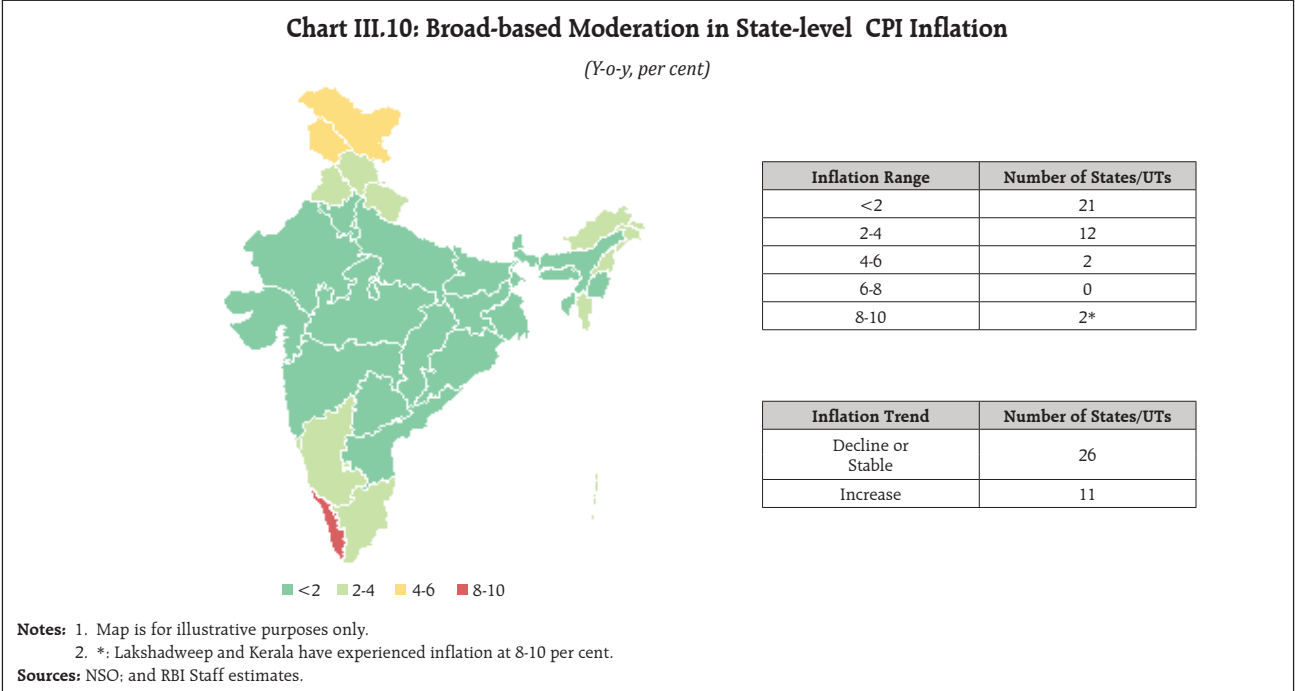 Chart III.10: Broad-based Moderation in State-level CPI Inflation
(Y-o-y, per cent)
Inflation Range Number of States/UTs
<2 21
2-4 12
4-6 2
6-8 0
8-10 2*
Inflation Trend Number of States/UTs
Decline or
Stable 26
Increase 11
<2 2-4 4-6 8-10
Notes: 1. Map is for illustrative purposes only.
2. *: Lakshadweep and Kerala have experienced inflation at 8-10 per cent.
Sources: NSO; and RBI Staff estimates.